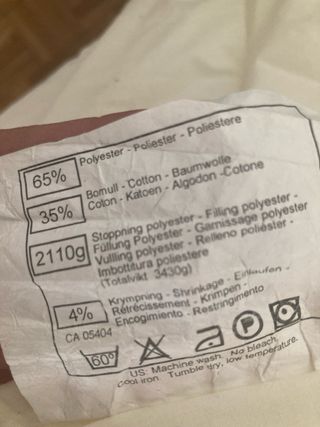 65% Polyester - Poliester - Poliestere
35% Bomull - Cotton - Baumwolle
Coton - Katoen - Algodon -Cotone
2110g Stoppning polyester - Filling polyester -
Füllung Polyester - Garnissage polyester
Vulling polyester - Relleno poliéster -
Imbottitura poliestere
(Totalvikt 3430g)
4% Krympning - Shrinkage - Einlaufen -
Rétrécissement - Krimpen -
Encogimiento - Restringimento
CA 05404
60° P
US: Machine wash. No bleach,
cool iron. Tumble dry, low temperature.